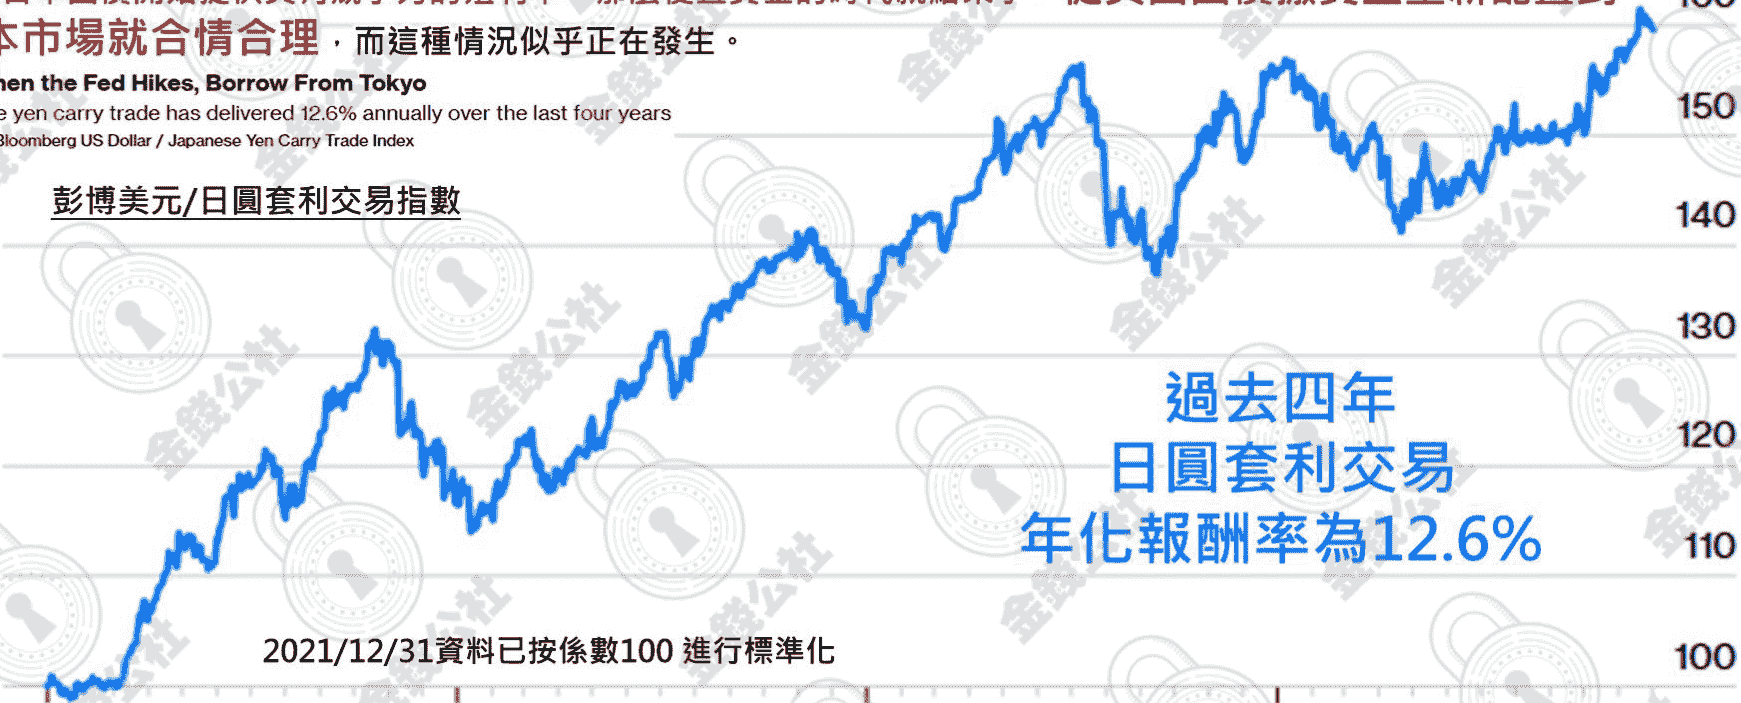 本市場就合情合理，而這種情況似乎正在發生。
hen the Fed Hikes, Borrow From Tokyo
e yen carry trade has delivered 12.6% annually over the last four years
Bloomberg US Dollar / Japanese Yen Carry Trade Index
彭博美元/日圓套利交易指數
150
140
130
120
110
100
過去四年
日圓套利交易
年化報酬率為12.6%
2021/12/31資料已按係數100 進行標準化
金錢公社